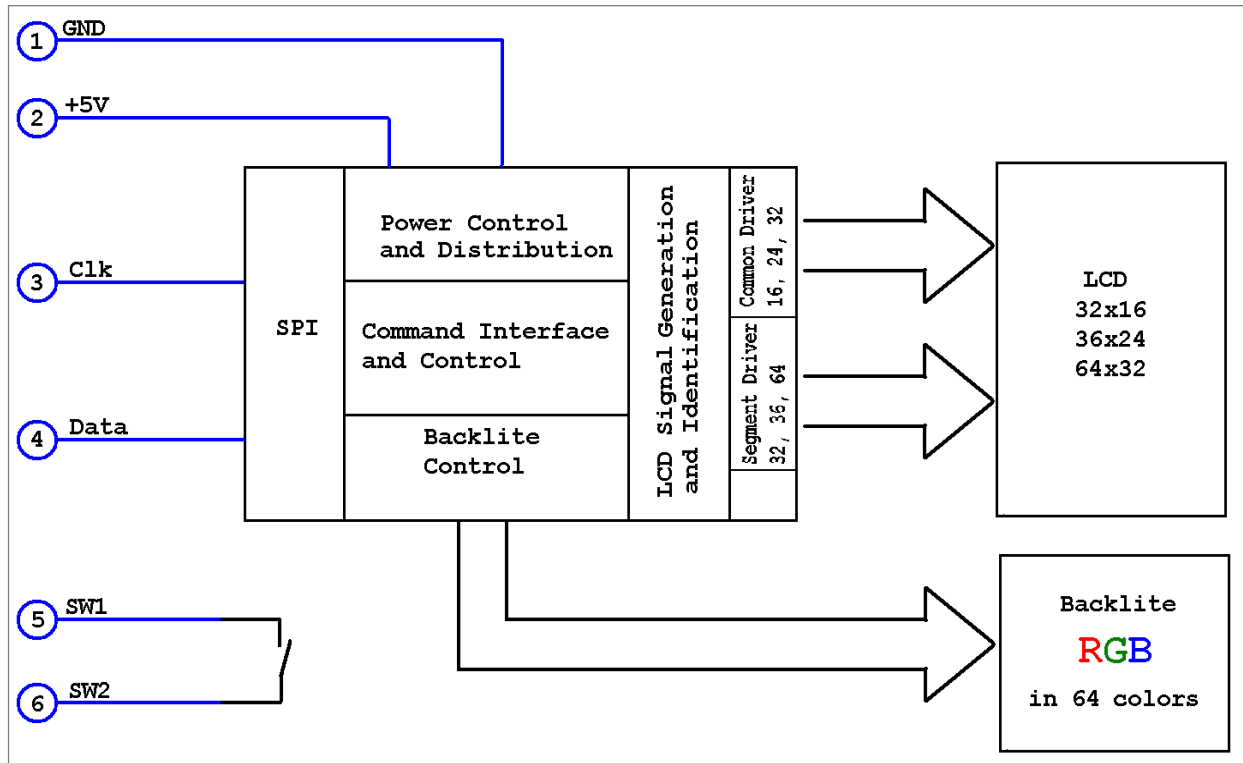 1
GND
2
+5V
3
Clk
4
Data
5
SW1
6
SW2
SPI
Power Control
and Distribution
Command Interface
and Control
Backlite
Control
LCD Signal Generation
and Identification
Common Driver
16, 24, 32
Segment Driver
32, 36, 64
LCD
32x16
36x24
64x32
Backlite
RGB
in 64 colors